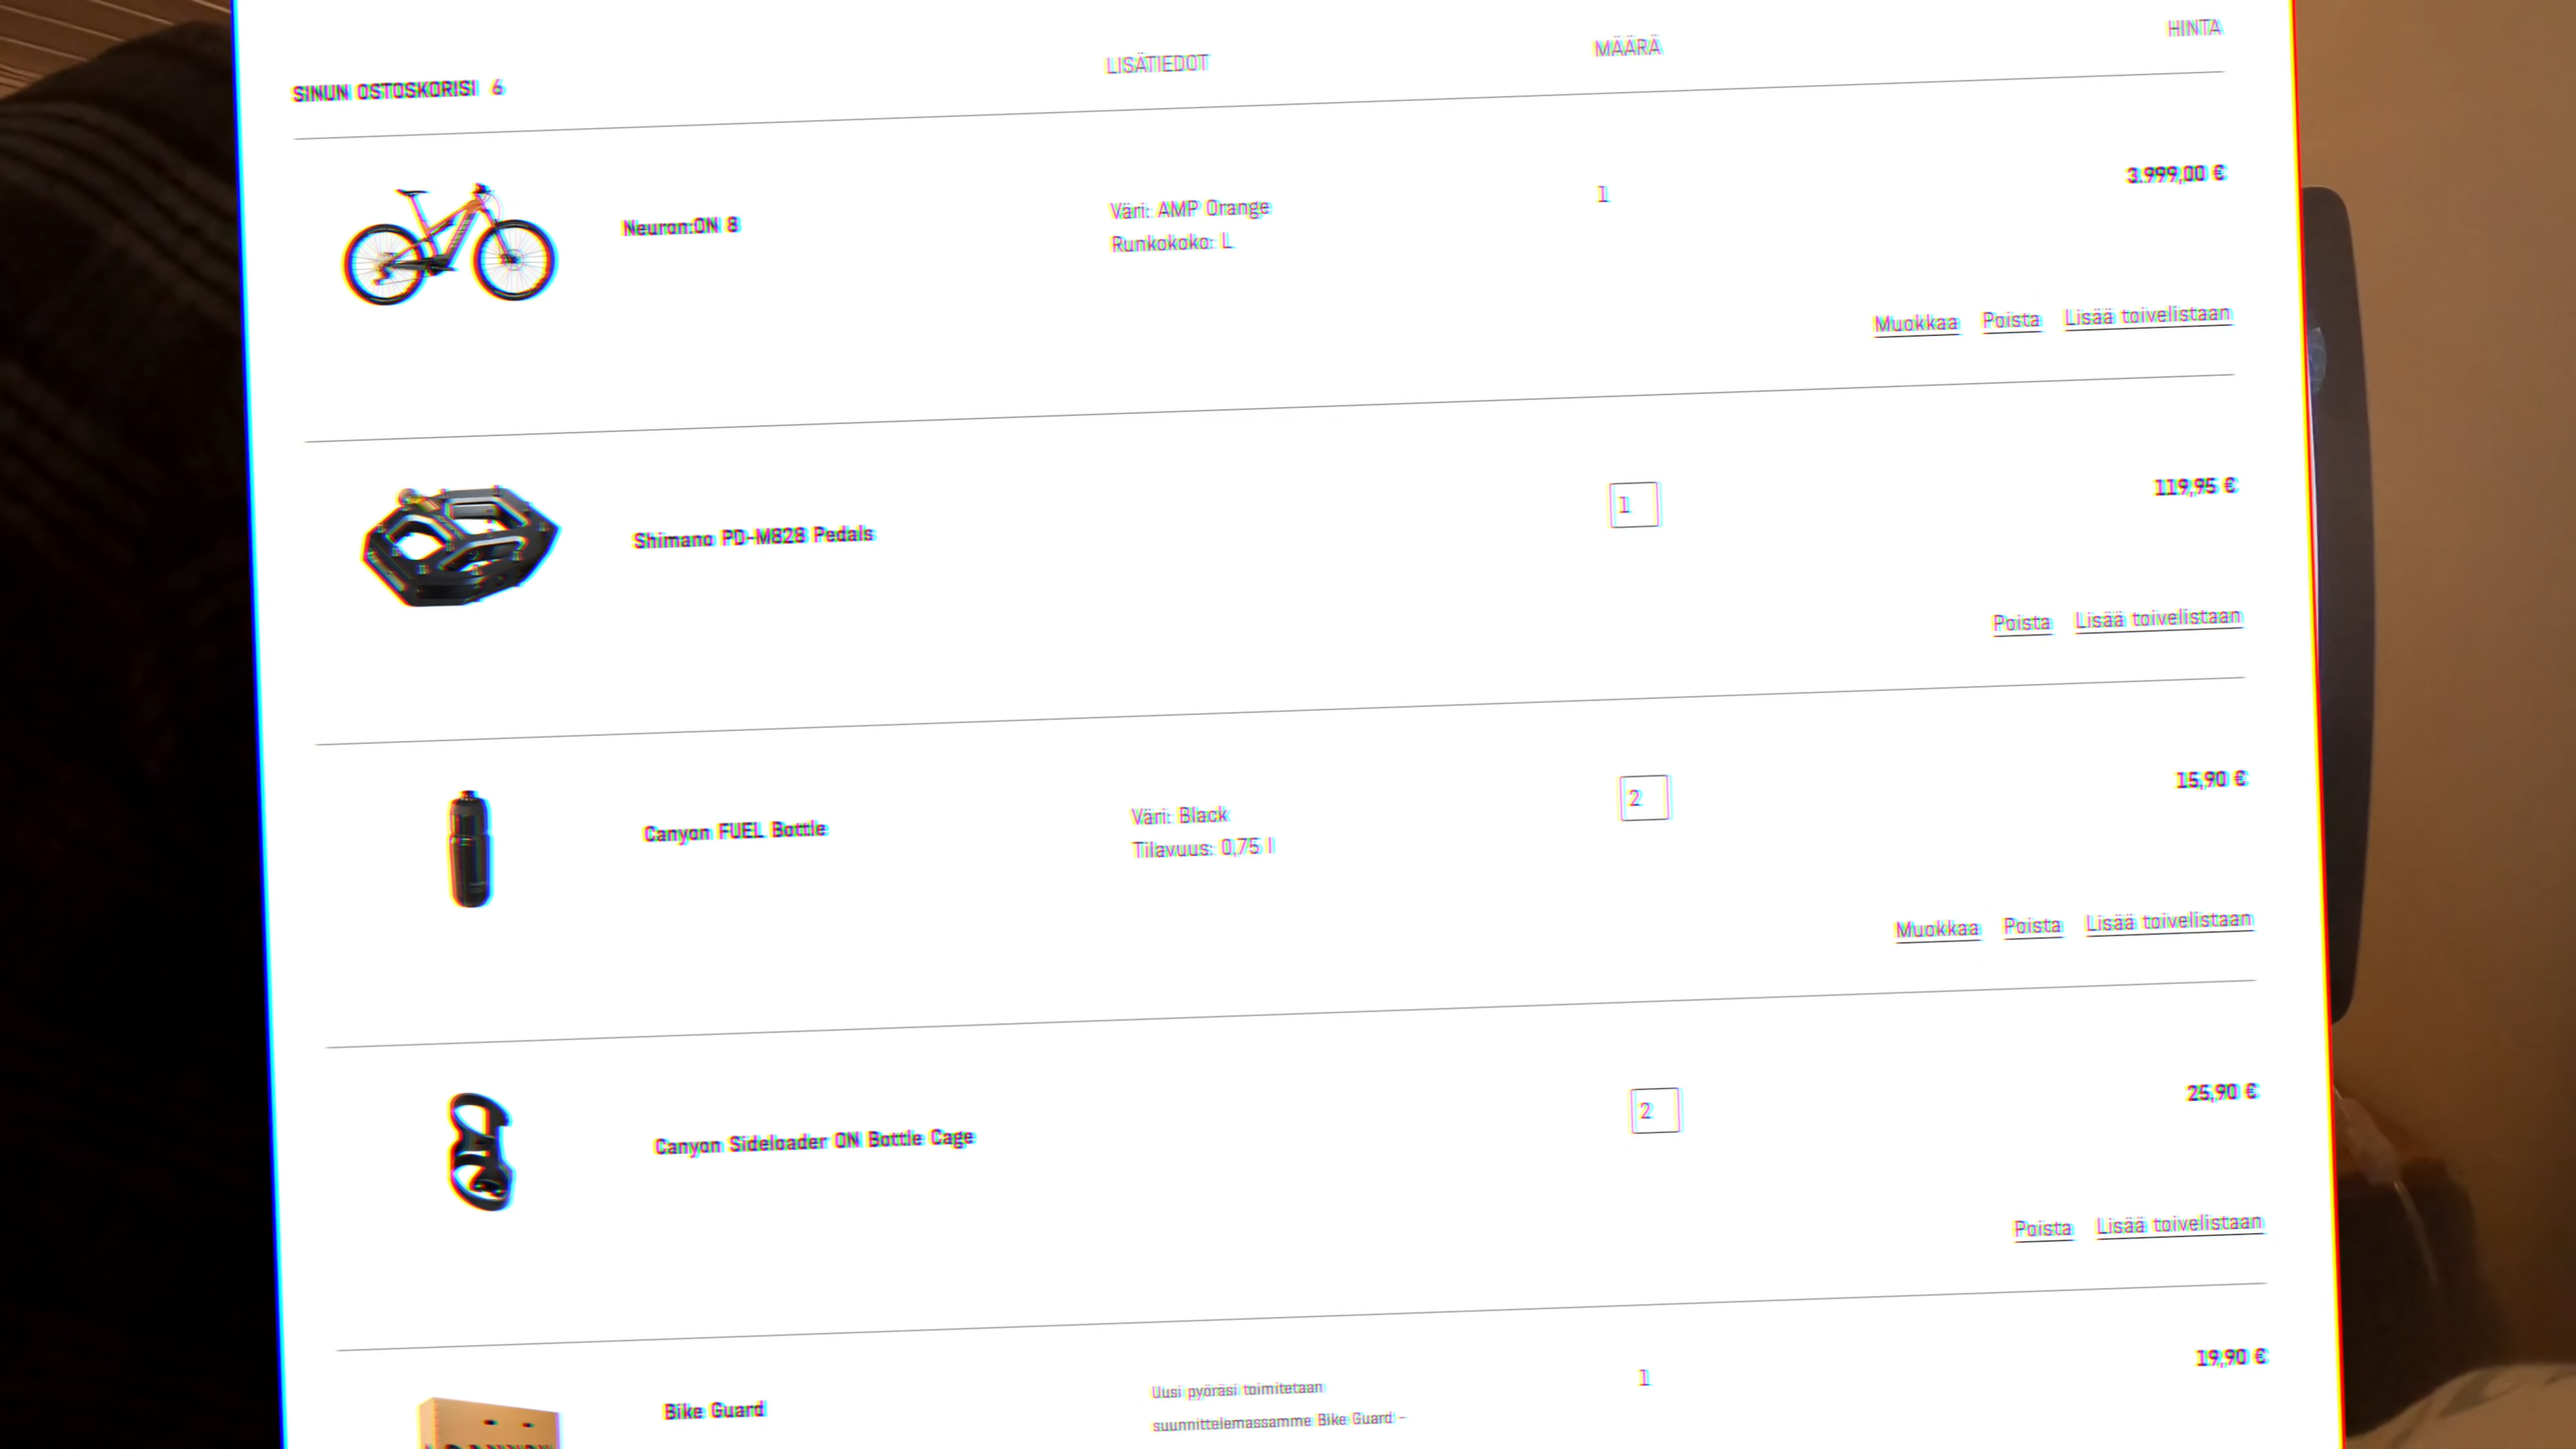 SINUN OSTOSKORISI 6 LISÄTIEDOT MÄÄRÄ HINTA
Neuron:ON 8
Väri: AMP Orange
Runkokoko: L
1
3.999,00 €
Muokkaa Poista Lisää toivelistaan
Shimano PD-M828 Pedals
1
119,95 €
Poista Lisää toivelistaan
Canyon FUEL Bottle
Väri: Black
Tilavuus: 0,75 l
2
15,90 €
Muokkaa Poista Lisää toivelistaan
Canyon Sideloader ON Bottle Cage
2
25,90 €
Poista Lisää toivelistaan
Bike Guard
Uusi pyöräsi toimitetaan
suunnittelemassamme Bike Guard –
1
19,90 €